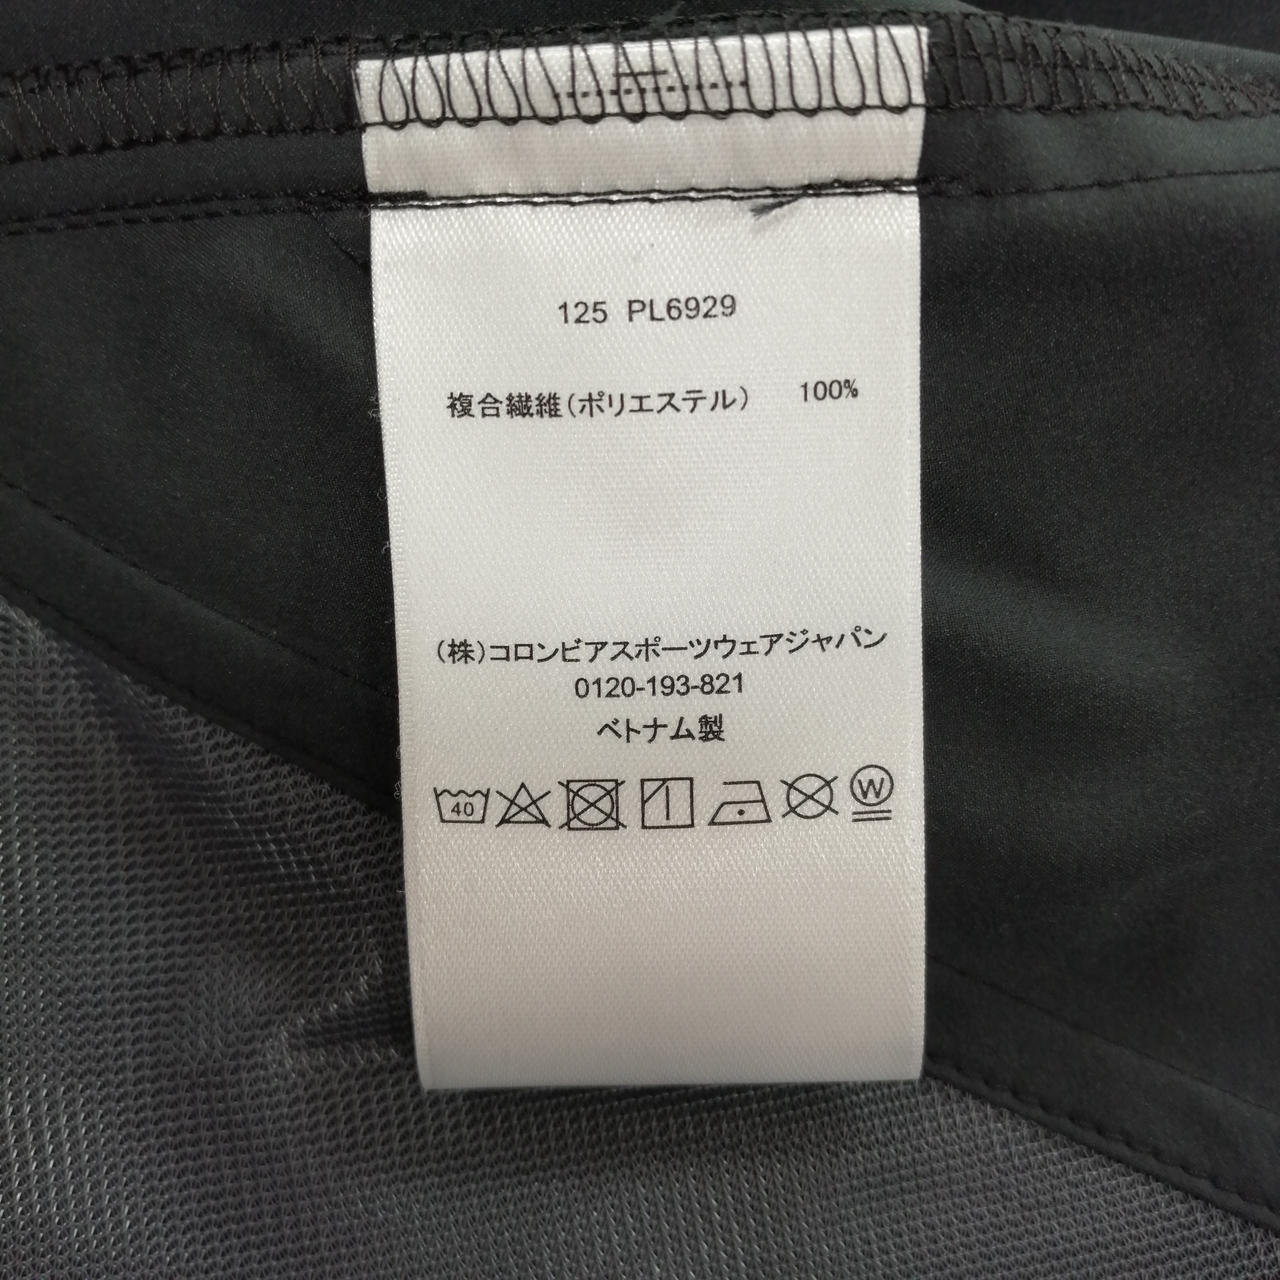 125 PL6929
複合繊維(ポリエステル) 100%
(株)コロンビアスポーツウェアジャパン
0120-193-821
ベトナム製
40 W